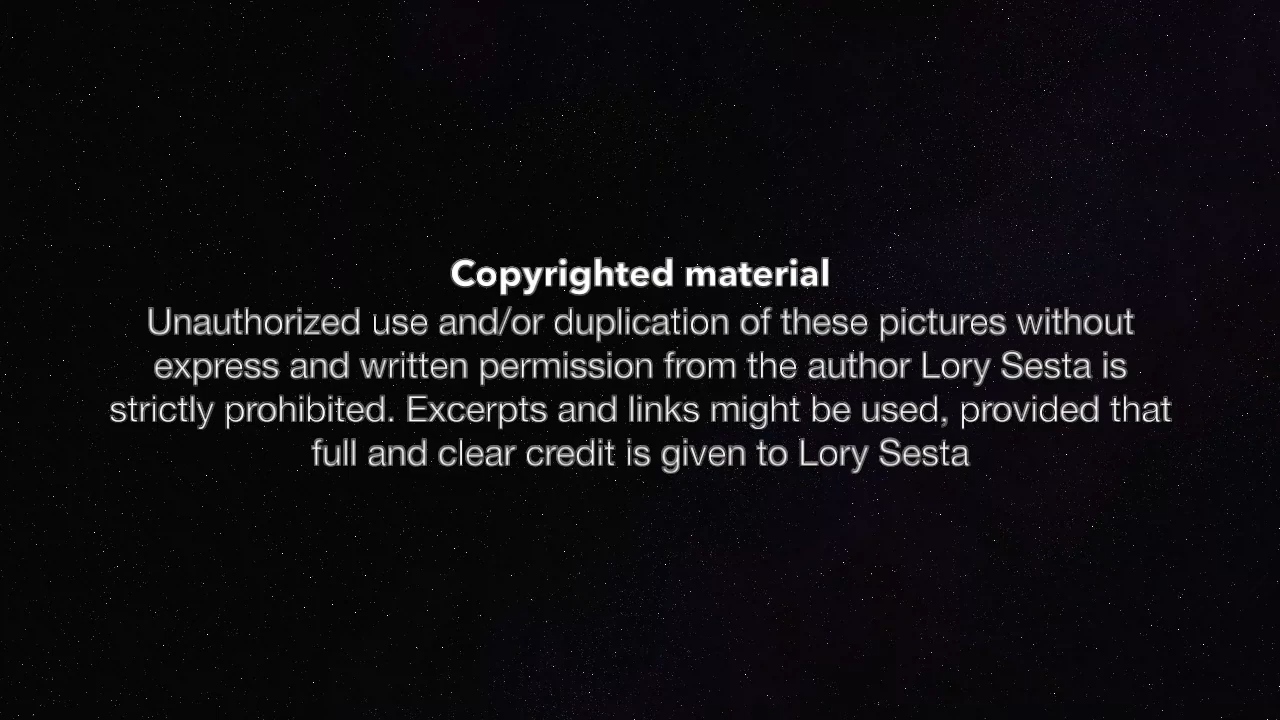 Copyrighted material
Unauthorized use and/or duplication of these pictures without
express and written permission from the author Lory Sesta is
strictly prohibited. Excerpts and links might be used, provided that
full and clear credit is given to Lory Sesta